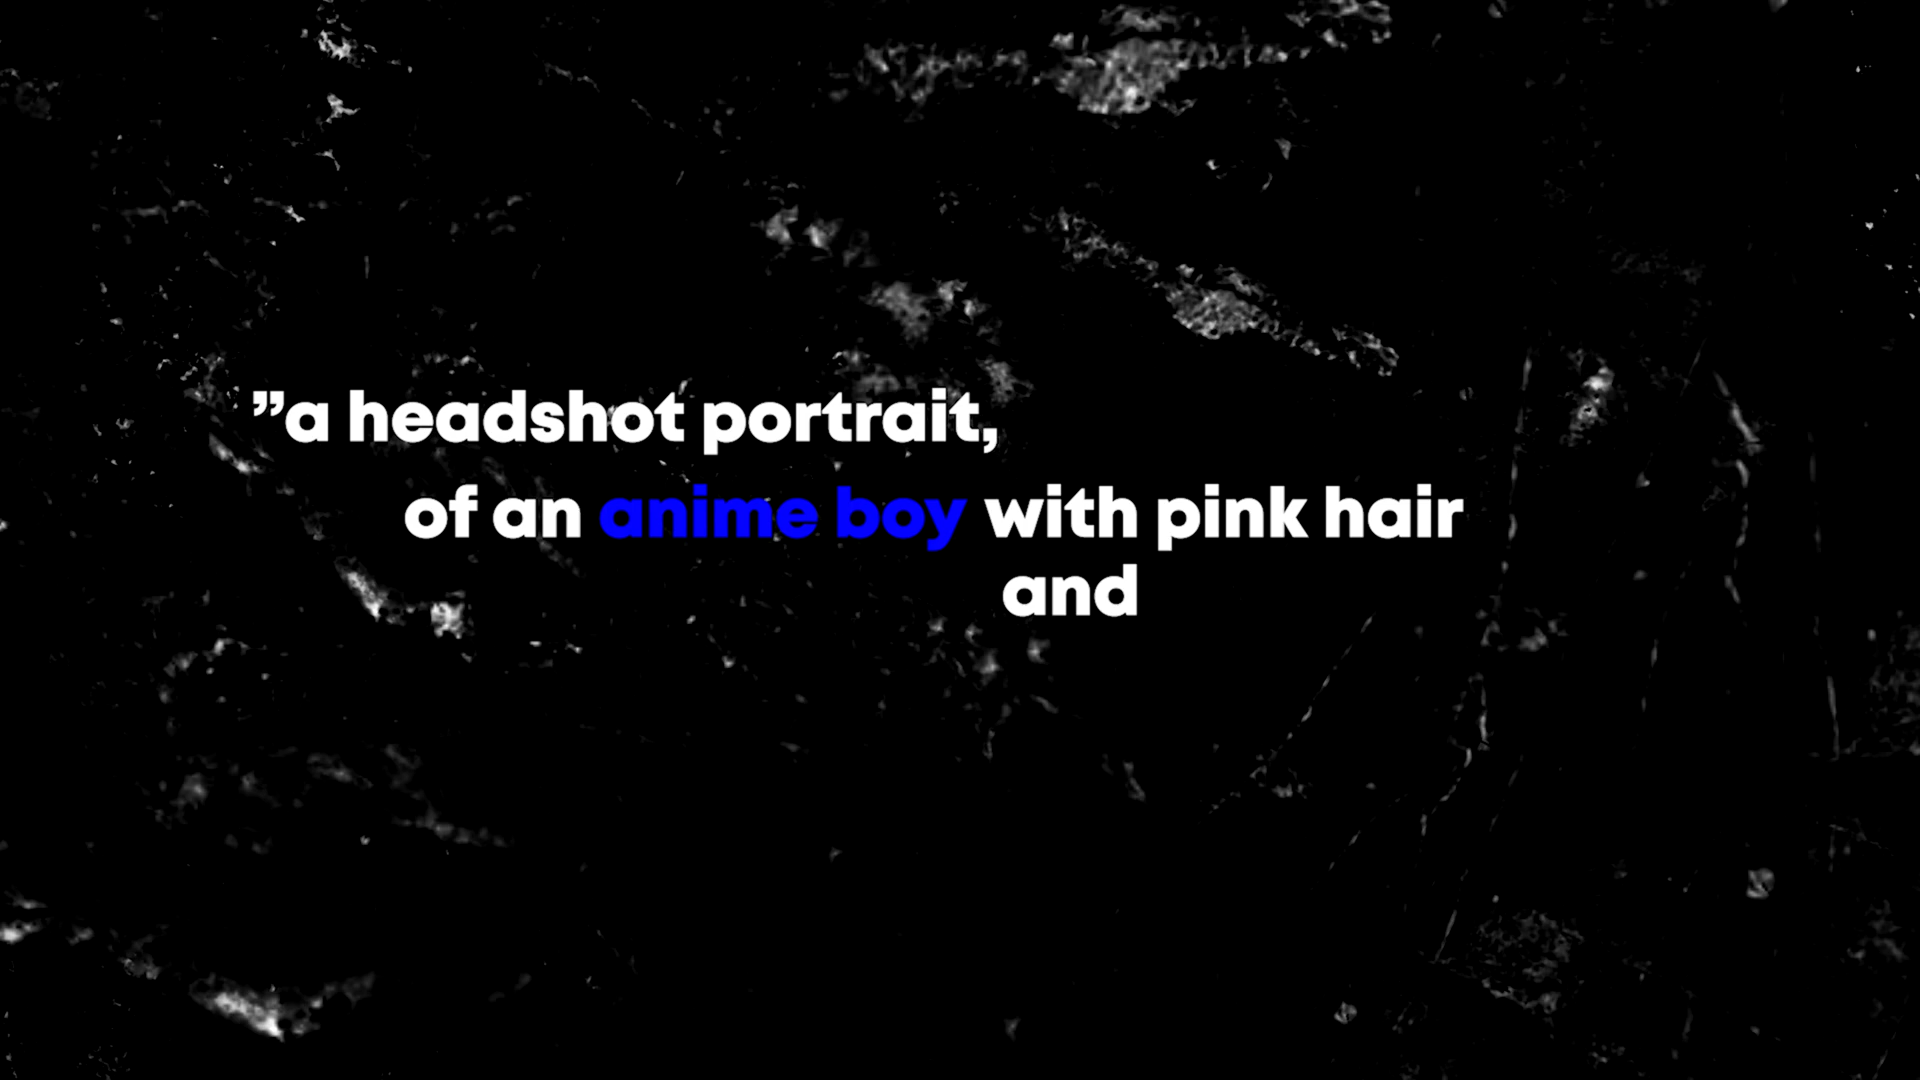 ”a headshot portrait,
of an anime boy with pink hair
and